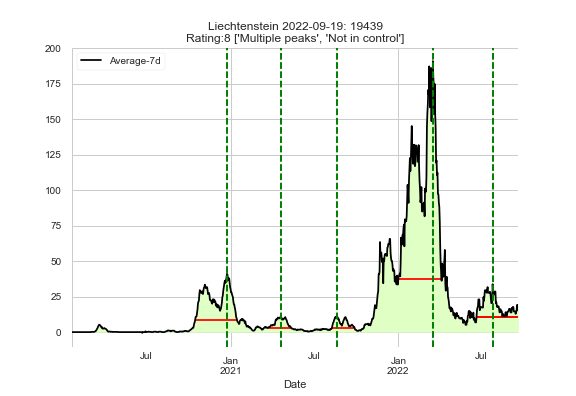 Liechtenstein 2022-09-19: 19439
Rating:8 ['Multiple peaks', 'Not in control']
Average-7d
200
175
150
125
100
75
50
25
0
Jul
Jan
2021
Jul
Jan
2022
Jul
Date